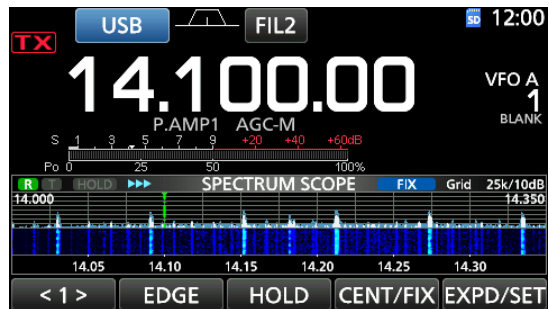 USB FIL2 SD 12:00
TX
14.100.00 VFO A
1
P.AMP1 AGC-M BLANK
S 1 3 5 7 9 +20 +40 +60dB
Po 0 25 50 100%
R T HOLD SPECTRUM SCOPE FIX Grid 25k/10dB
14.000 14.350
14.05 14.10 14.15 14.20 14.25 14.30
< 1 > EDGE HOLD CENT/FIX EXPD/SET